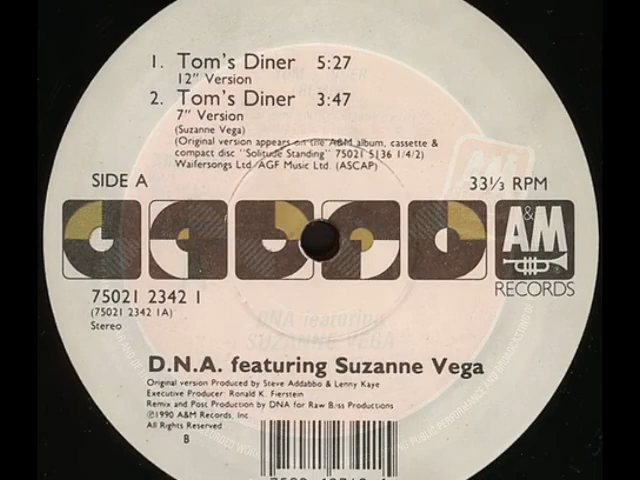 1. Tom's Diner 5:27
12" Version
2. Tom's Diner 3:47
7" Version
(Suzanne Vega)
(Original version appears on the A&M album, cassette &
compact disc "Solitude Standing" 75021 5136 1/4/2)
Waifersongs Ltd./AGF Music Ltd. (ASCAP)
SIDE A
33⅓ RPM
A&M
RECORDS
75021 2342 1
(75021 2342 1A)
Stereo
DNA featuring
SUZANNE VEGA
D.N.A. featuring Suzanne Vega
Original version Produced by Steve Addabbo & Lenny Kaye
Executive Producer: Ronald K. Fierstein
Remix and Post Production by DNA for Raw Bass Productions
℗1990 A&M Records, Inc.
All Rights Reserved
B